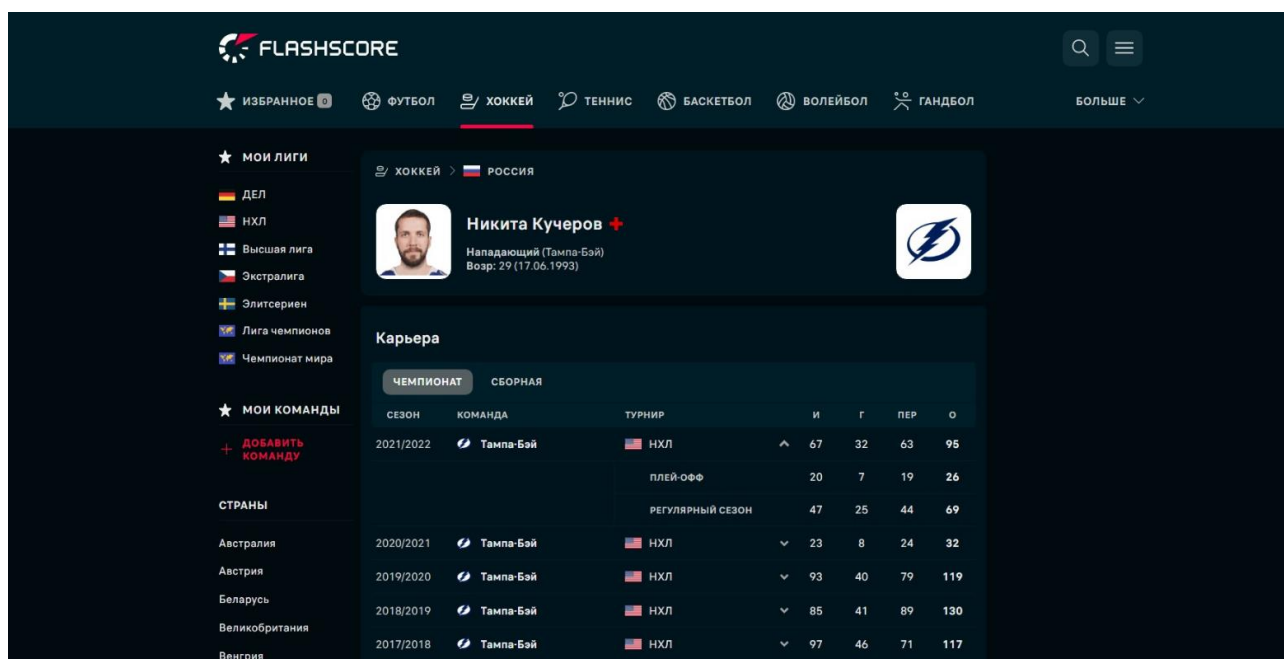 FLASHSCORE
ИЗБРАННОЕ 0 ФУТБОЛ ХОККЕЙ ТЕННИС БАСКЕТБОЛ ВОЛЕЙБОЛ ГАНДБОЛ БОЛЬШЕ
МОИ ЛИГИ
ДЕЛ
НХЛ
Высшая лига
Экстралига
Элитсериен
Лига чемпионов
Чемпионат мира
МОИ КОМАНДЫ
ДОБАВИТЬ
КОМАНДУ
СТРАНЫ
Австралия
Австрия
Беларусь
Великобритания
Венгрия
ХОККЕЙ > РОССИЯ
Никита Кучеров
Нападающий (Тампа-Бэй)
Возр: 29 (17.06.1993)
Карьера
ЧЕМПИОНАТ СБОРНАЯ
СЕЗОН КОМАНДА ТУРНИР И Г ПЕР О
2021/2022 Тампа-Бэй НХЛ 67 32 63 95
ПЛЕЙ-ОФФ 20 7 19 26
РЕГУЛЯРНЫЙ СЕЗОН 47 25 44 69
2020/2021 Тампа-Бэй НХЛ 23 8 24 32
2019/2020 Тампа-Бэй НХЛ 93 40 79 119
2018/2019 Тампа-Бэй НХЛ 85 41 89 130
2017/2018 Тампа-Бэй НХЛ 97 46 71 117